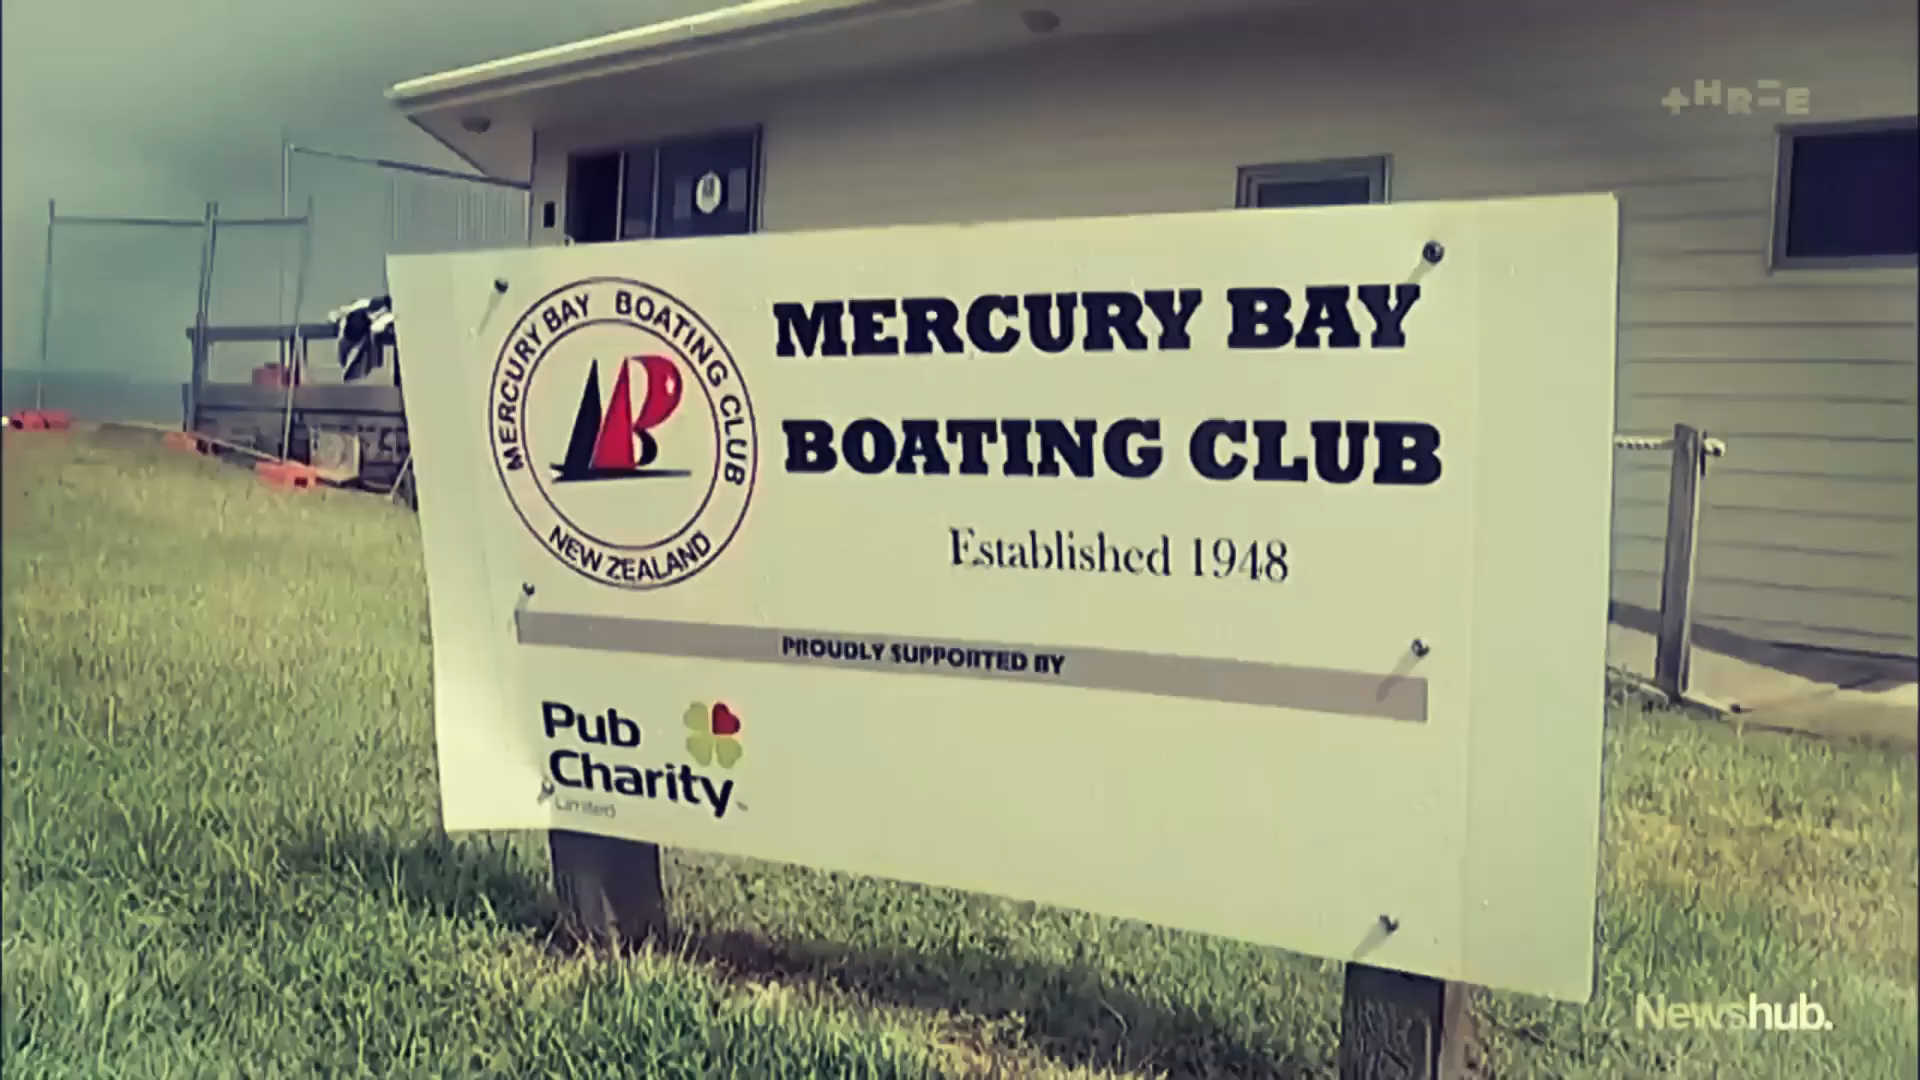 +HR=E
MERCURY BAY BOATING CLUB
NEW ZEALAND
MERCURY BAY
BOATING CLUB
Established 1948
PROUDLY SUPPORTED BY
Pub
Charity
Limited
Newshub.